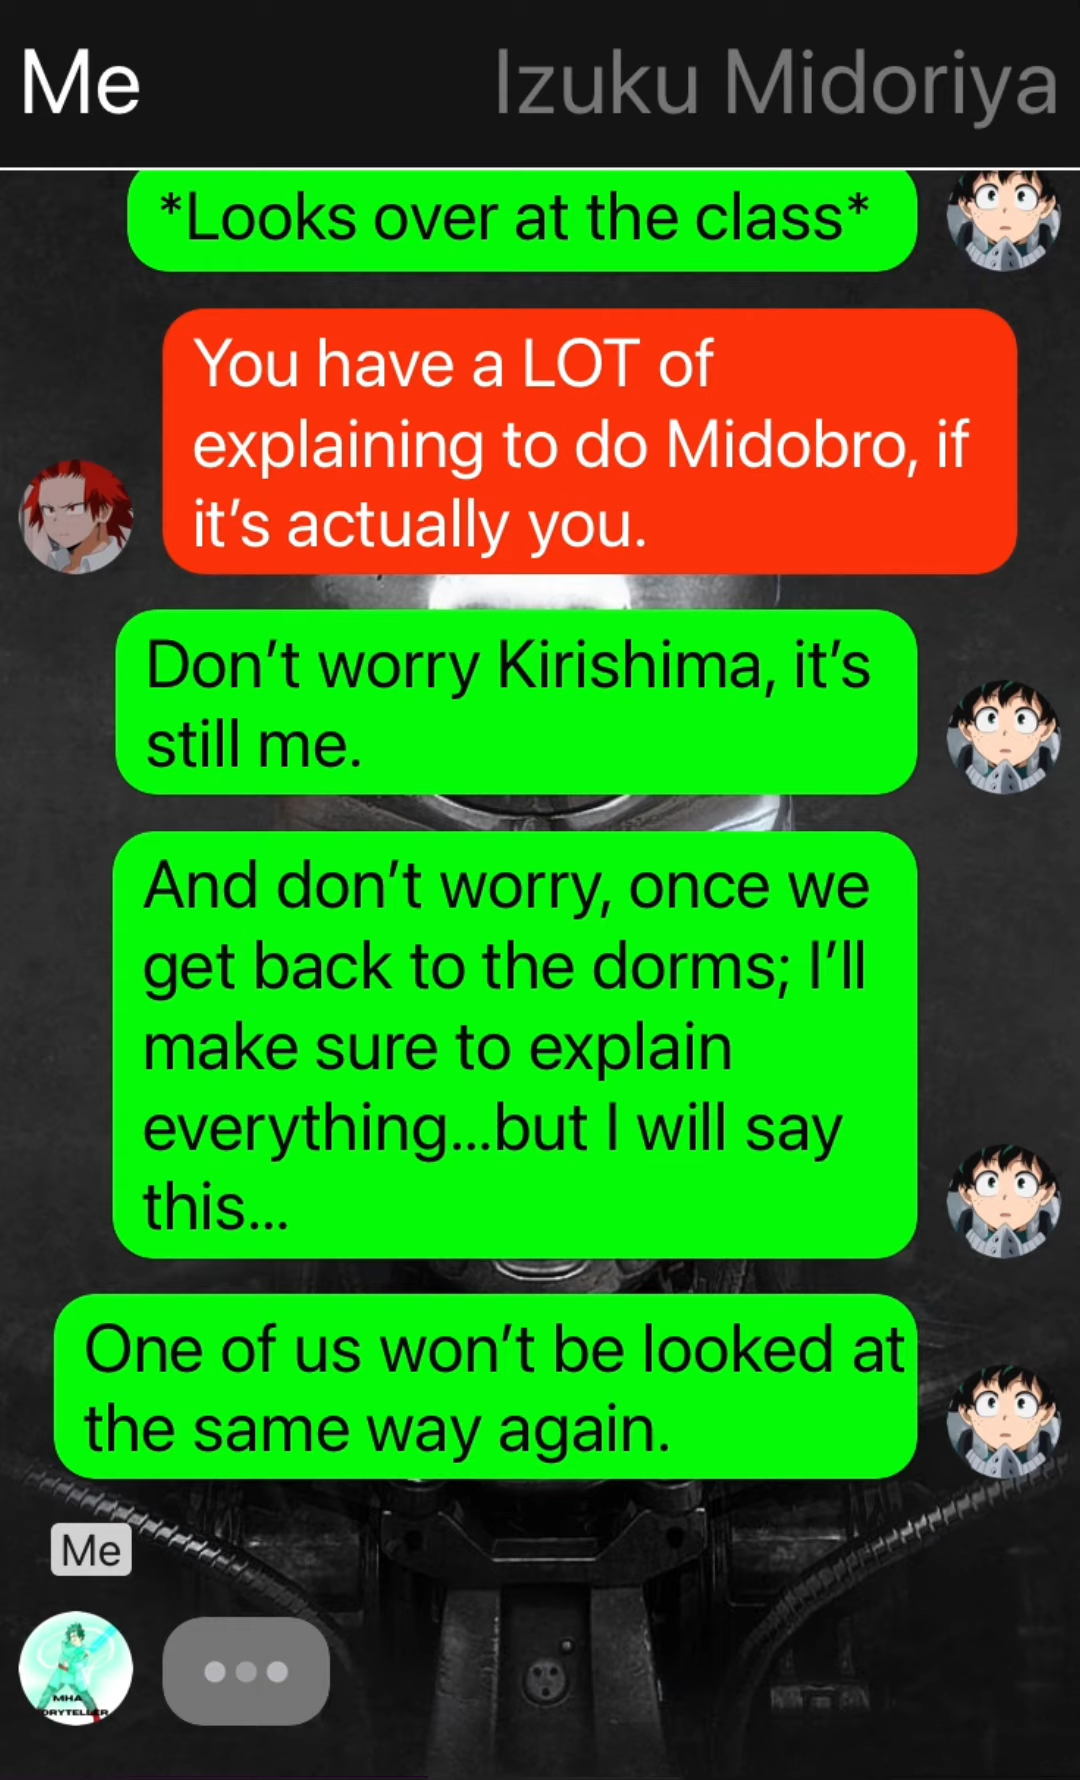 Me
Izuku Midoriya
*Looks over at the class*
You have a LOT of
explaining to do Midobro, if
it’s actually you.
Don’t worry Kirishima, it’s
still me.
And don’t worry, once we
get back to the dorms; I’ll
make sure to explain
everything...but I will say
this...
One of us won’t be looked at
the same way again.
Me
MHA